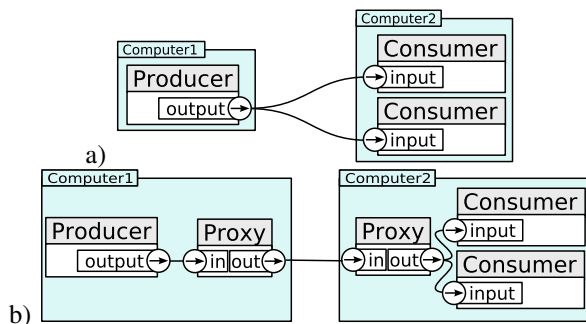 Computer1
Producer
output
Computer2
Consumer
input
Consumer
input
a)
Computer1
Producer
output
Proxy
in out
Computer2
Proxy
in out
Consumer
input
Consumer
input
b)